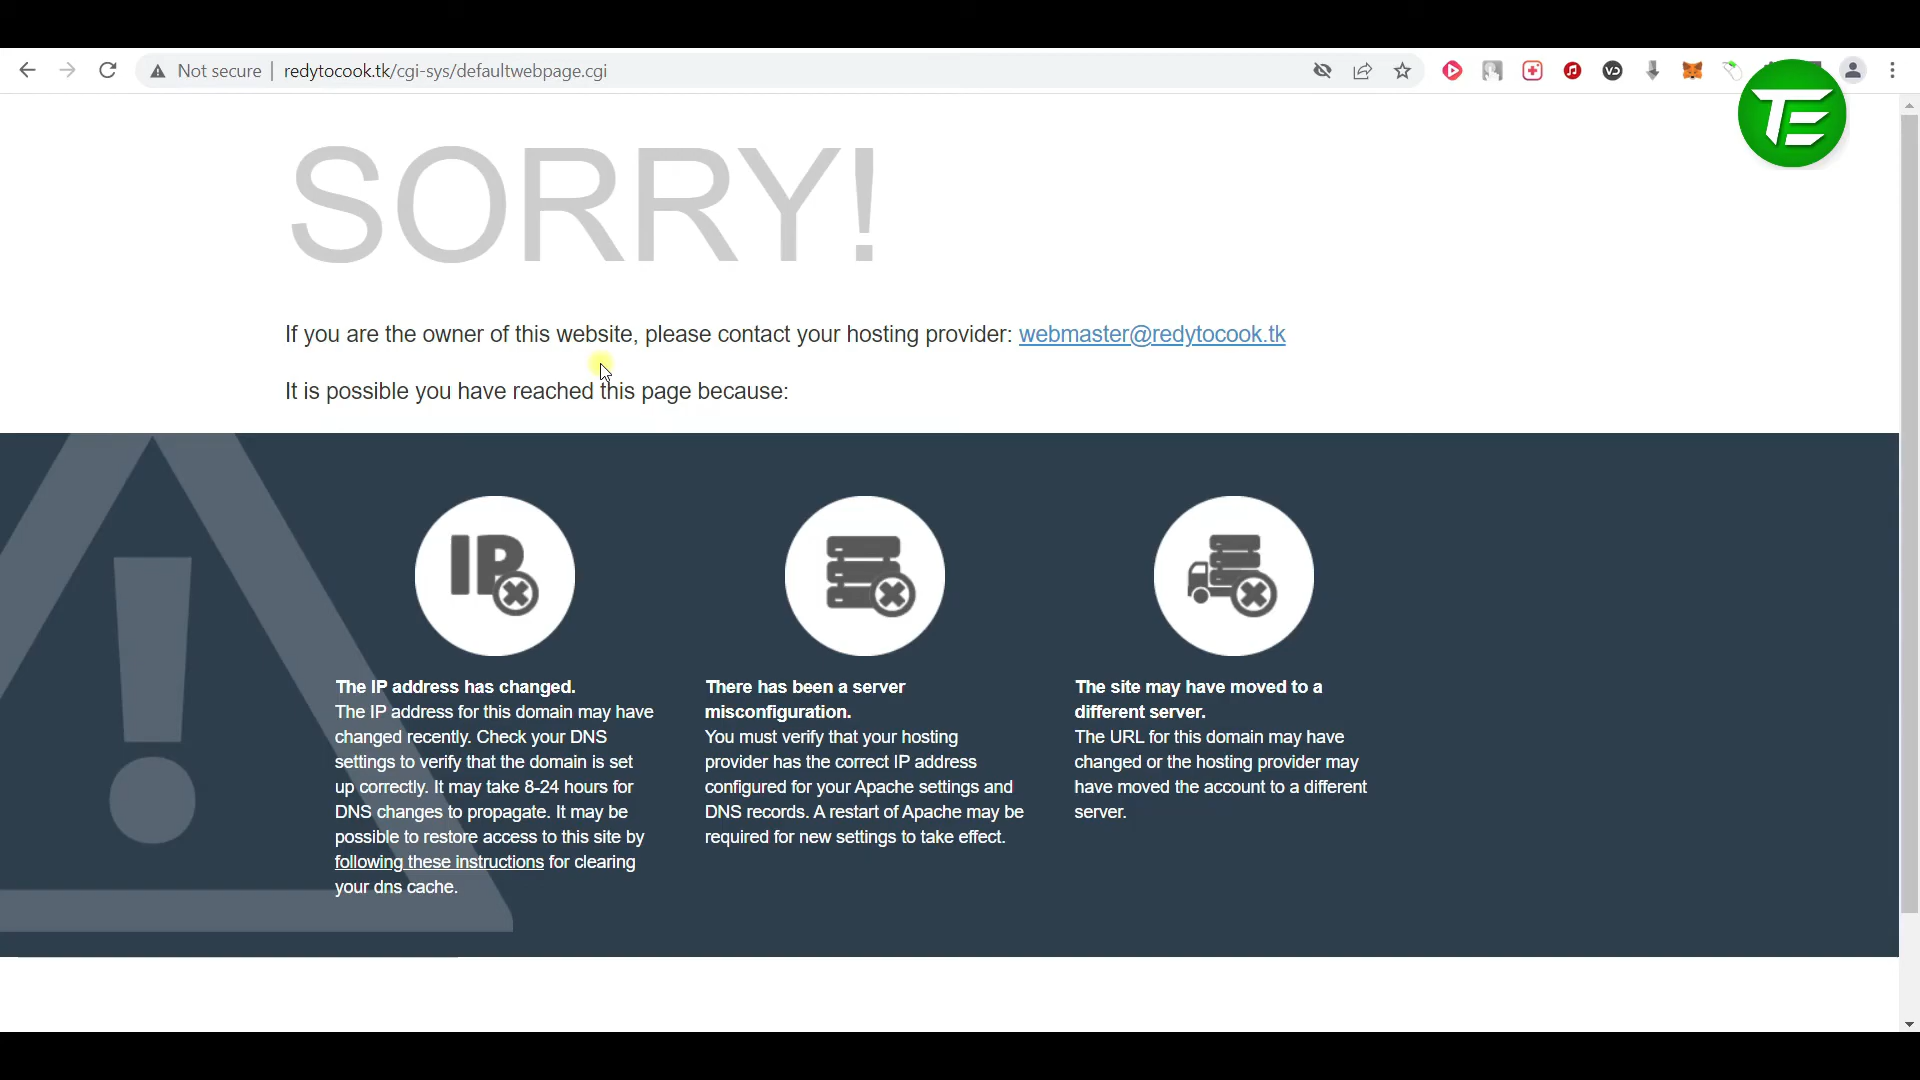 Not secure
redytocook.tk/cgi-sys/defaultwebpage.cgi
TE
SORRY!
If you are the owner of this website, please contact your hosting provider: webmaster@redytocook.tk
It is possible you have reached this page because:
IP
The IP address has changed.
The IP address for this domain may have
changed recently. Check your DNS
settings to verify that the domain is set
up correctly. It may take 8-24 hours for
DNS changes to propagate. It may be
possible to restore access to this site by
following these instructions for clearing
your dns cache.
There has been a server
misconfiguration.
You must verify that your hosting
provider has the correct IP address
configured for your Apache settings and
DNS records. A restart of Apache may be
required for new settings to take effect.
The site may have moved to a
different server.
The URL for this domain may have
changed or the hosting provider may
have moved the account to a different
server.